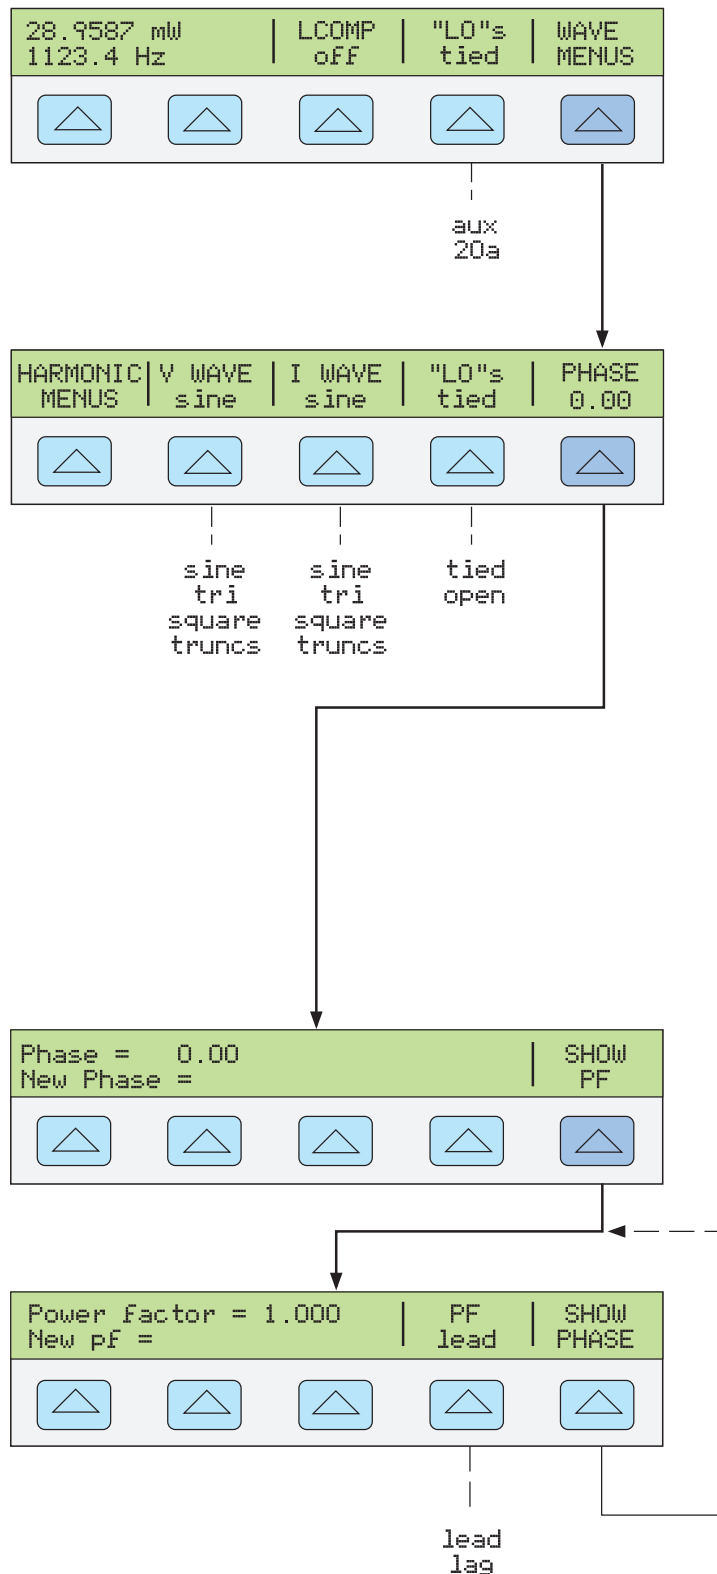 28.9587 mW | LCOMP | "LO"s | WAVE
1123.4 Hz | off | tied | MENUS
aux
20a
HARMONIC | V WAVE | I WAVE | "LO"s | PHASE
MENUS | sine | sine | tied | 0.00
sine sine tied
tri tri open
square square
truncs truncs
Phase = 0.00 | SHOW
New Phase = | PF
Power factor = 1.000 | PF | SHOW
New pf = | lead | PHASE
lead
lag